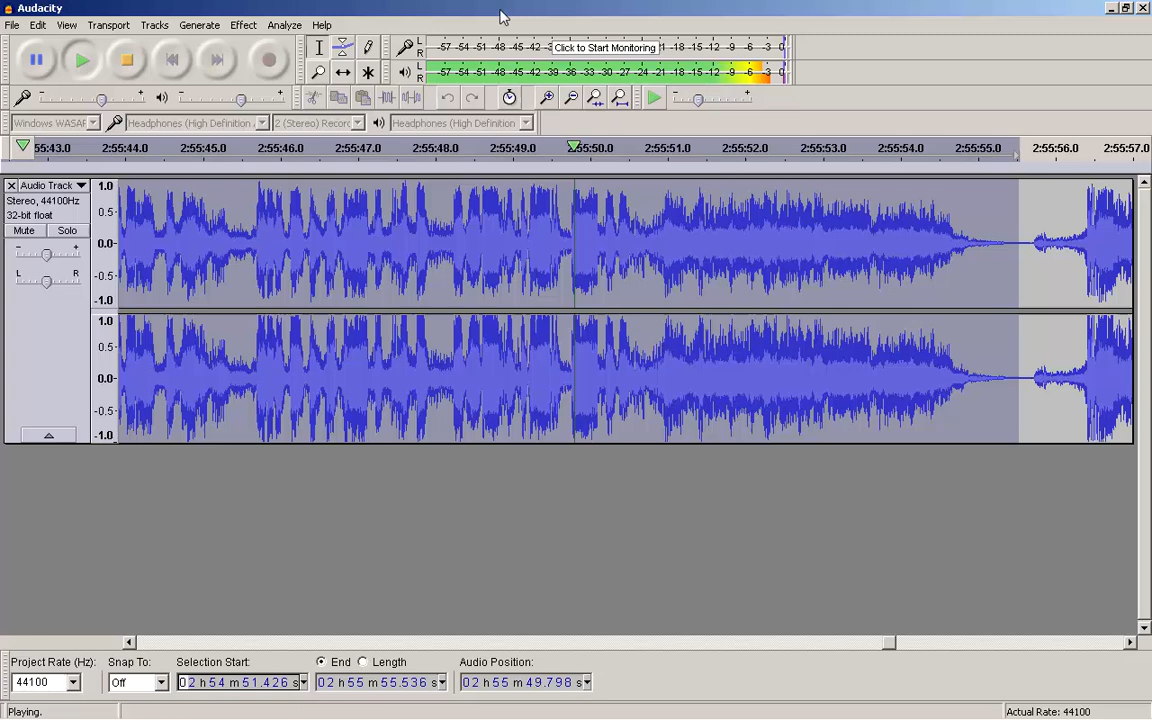 Audacity
File Edit View Transport Tracks Generate Effect Analyze Help
L R -57 -54 -51 -48 -45 -42 Click to Start Monitoring -18 -15 -12 -9 -6 -3 0
L R -57 -54 -51 -48 -45 -42 -39 -36 -33 -30 -27 -24 -21 -18 -15 -12 -9 -6 -3 0
- + - + - +
Windows WASAP Headphones (High Definition 2 (Stereo) Record Headphones (High Definition
2:55:44.0 2:55:45.0 2:55:46.0 2:55:47.0 2:55:48.0 2:55:49.0 2:55:50.0 2:55:51.0 2:55:52.0 2:55:53.0 2:55:54.0 2:55:55.0 2:55:56.0 2:55:57.0
Audio Track 1.0
Stereo, 44100Hz
32-bit float 0.5-
Mute Solo
- + 0.0-
L R -0.5-
-1.0
1.0
0.5-
0.0-
-0.5-
-1.0
Project Rate (Hz): Snap To: Selection Start: End Length Audio Position:
44100 Off 02 h 54 m 51.426 s 02 h 55 m 55.536 s 02 h 55 m 49.798 s
Playing. Actual Rate: 44100